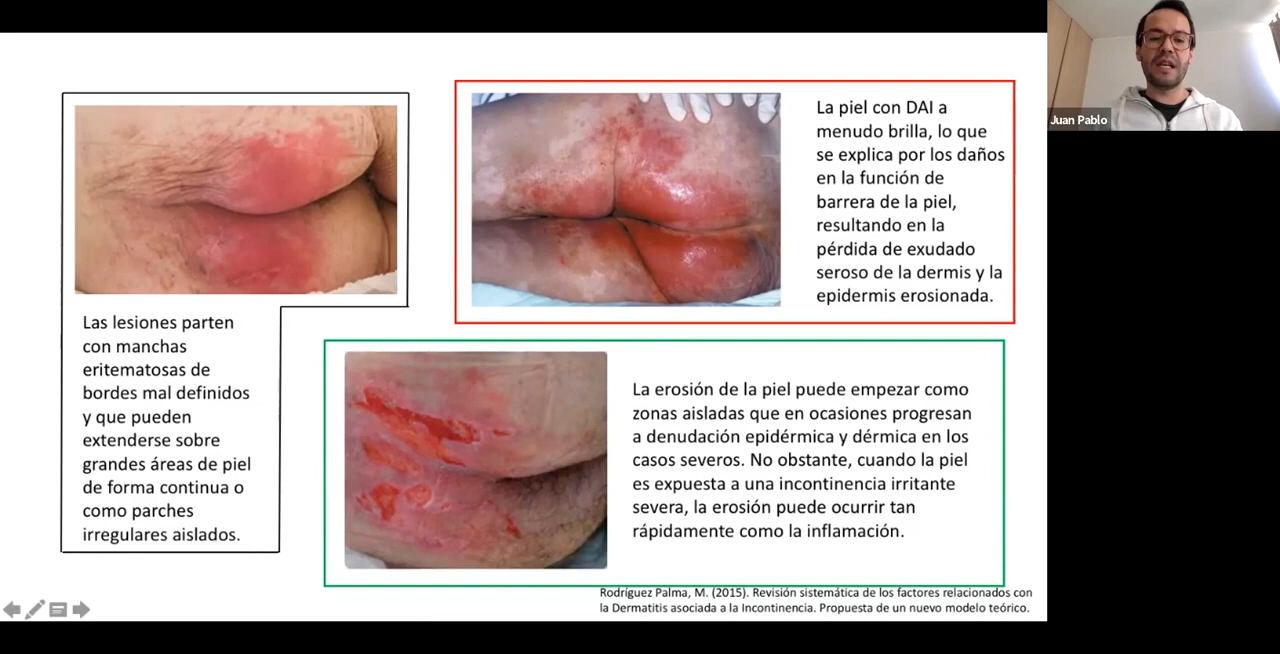 Juan Pablo
Las lesiones parten
con manchas
eritematosas de
bordes mal definidos
y que pueden
extenderse sobre
grandes áreas de piel
de forma continua o
como parches
irregulares aislados.
La piel con DAI a
menudo brilla, lo que
se explica por los daños
en la función de
barrera de la piel,
resultando en la
pérdida de exudado
seroso de la dermis y la
epidermis erosionada.
La erosión de la piel puede empezar como
zonas aisladas que en ocasiones progresan
a denudación epidérmica y dérmica en los
casos severos. No obstante, cuando la piel
es expuesta a una incontinencia irritante
severa, la erosión puede ocurrir tan
rápidamente como la inflamación.
Rodríguez Palma, M. (2015). Revisión sistemática de los factores relacionados con
la Dermatitis asociada a la Incontinencia. Propuesta de un nuevo modelo teórico.